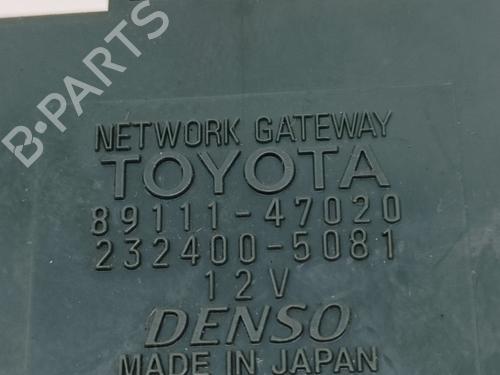 B-PARTS
NETWORK GATEWAY
TOYOTA
89111-47020
232400-5081
12V
DENSO
MADE IN JAPAN